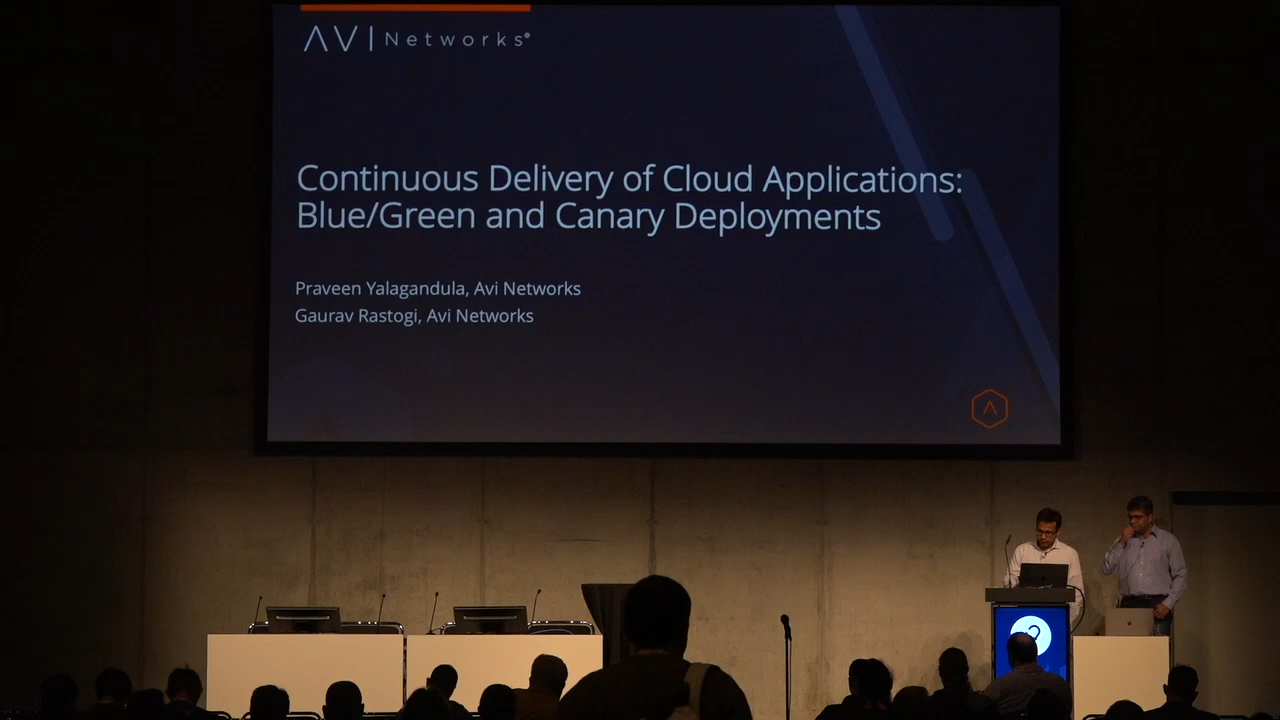 AVI Networks®
Continuous Delivery of Cloud Applications:
Blue/Green and Canary Deployments
Praveen Yalagandula, Avi Networks
Gaurav Rastogi, Avi Networks